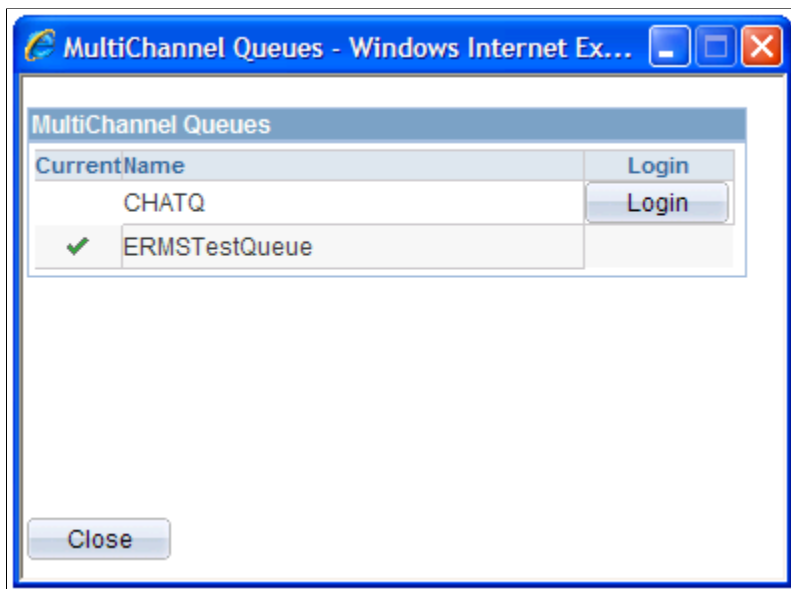 MultiChannel Queues - Windows Internet Ex...
MultiChannel Queues
Current Name Login
CHATQ Login
ERMSTestQueue
Close